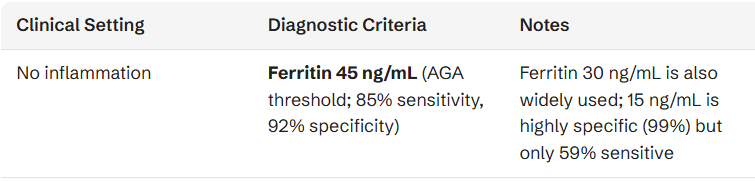 Clinical Setting
Diagnostic Criteria
Notes
No inflammation
Ferritin 45 ng/mL (AGA
threshold; 85% sensitivity,
92% specificity)
Ferritin 30 ng/mL is also
widely used; 15 ng/mL is
highly specific (99%) but
only 59% sensitive